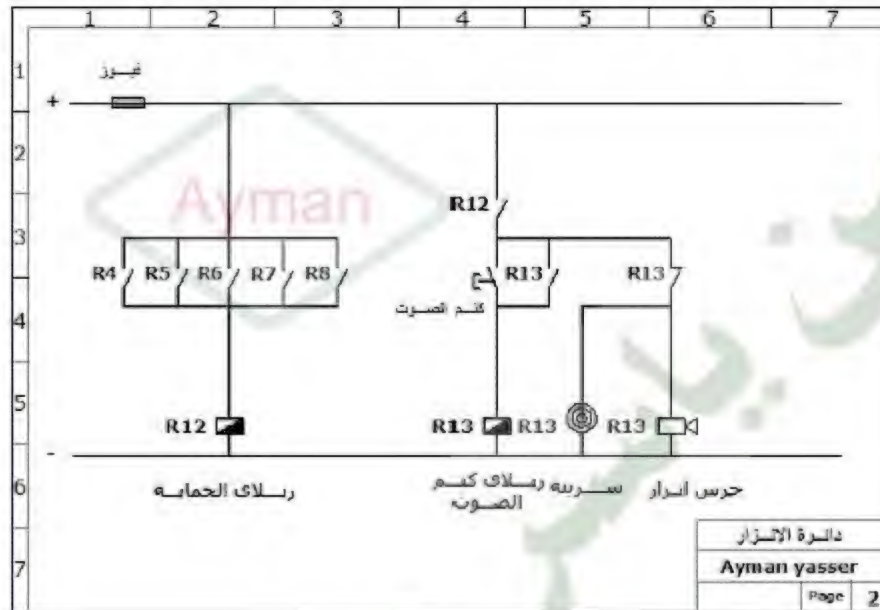 1 2 3 4 5 6 7
1
فيوز
+
2
Ayman
R12
3
R4 R5 R6 R7 R8 R13 R13
كتم الصوت
4
5
R12 R13 R13 R13
-
6
ريلاى الحمايه ريلاى كتم الصوت سرينه جرس انزار
7
دائرة الانزار
Ayman yasser
Page 2